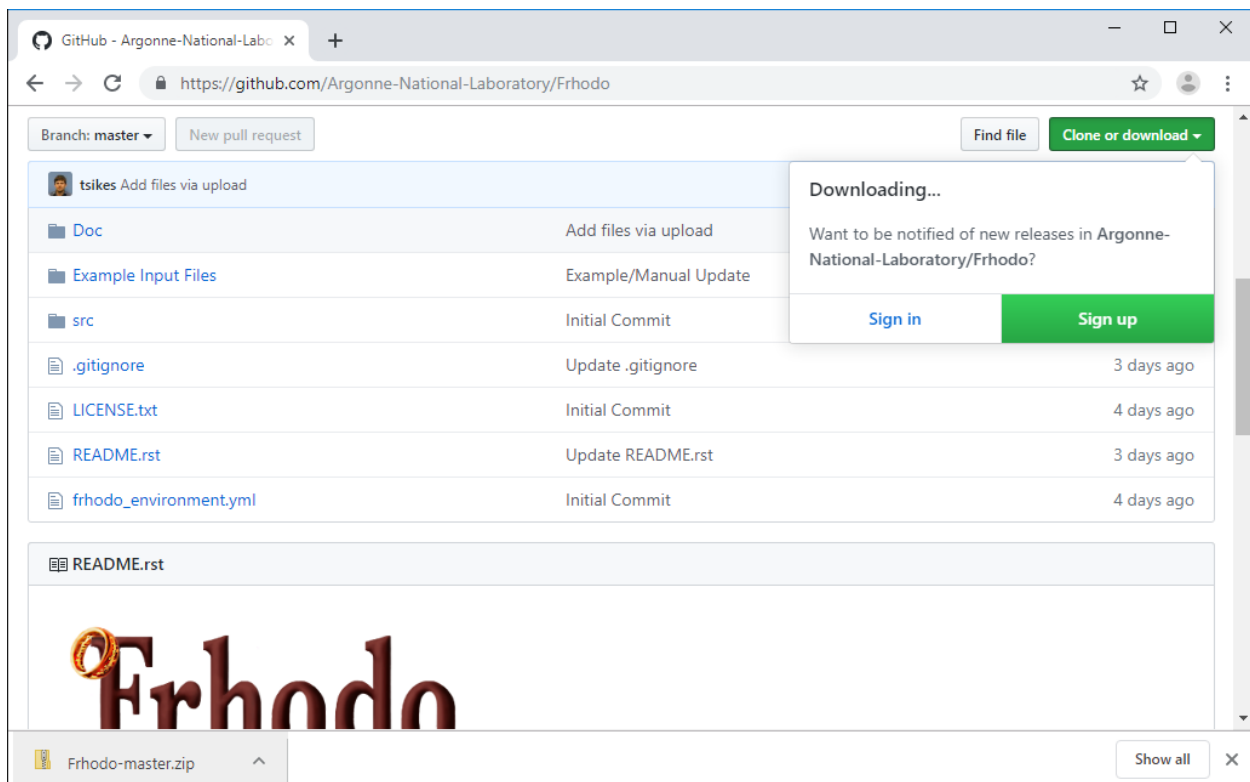 GitHub - Argonne-National-Labo
https://github.com/Argonne-National-Laboratory/Frhodo
Branch: master
New pull request
Find file
Clone or download
tsikes Add files via upload
Downloading...
Want to be notified of new releases in Argonne-
National-Laboratory/Frhodo?
Sign in
Sign up
Doc
Add files via upload
Example Input Files
Example/Manual Update
src
Initial Commit
.gitignore
Update .gitignore
3 days ago
LICENSE.txt
Initial Commit
4 days ago
README.rst
Update README.rst
3 days ago
frhodo_environment.yml
Initial Commit
4 days ago
README.rst
Frhodo
Frhodo-master.zip
Show all